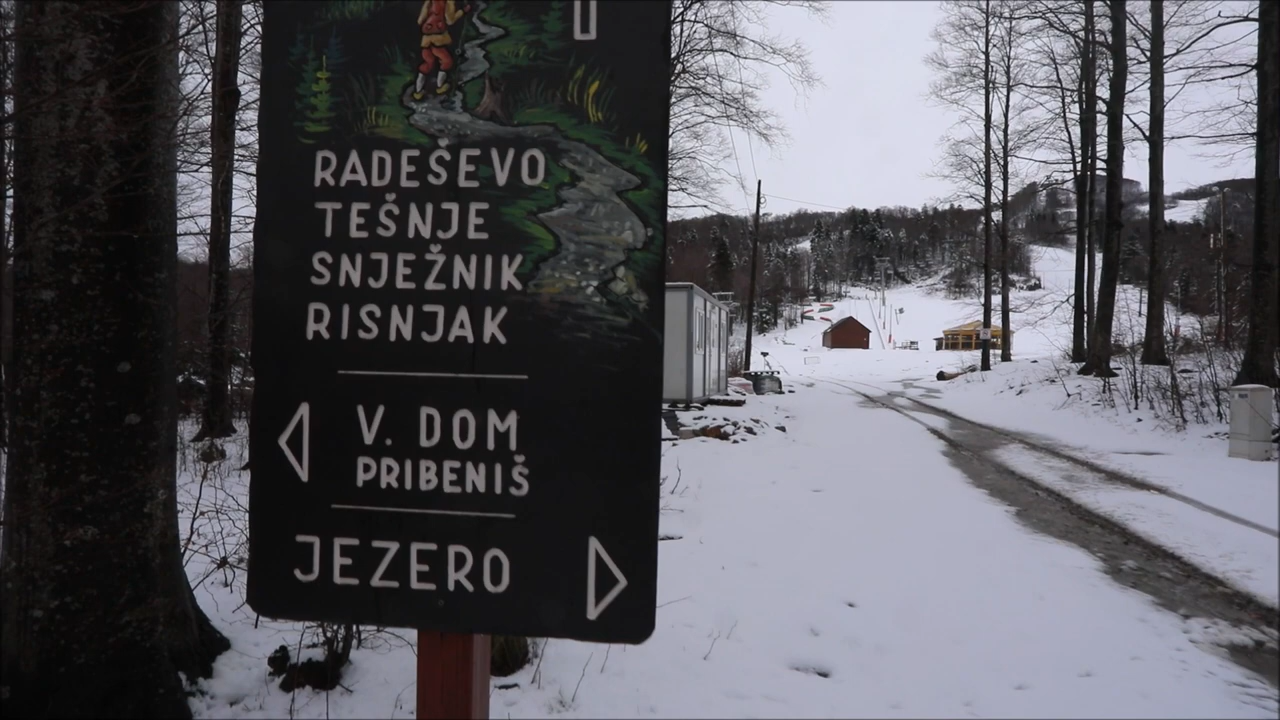 RADEŠEVO
TEŠNJE
SNJEŽNIK
RISNJAK
V. DOM
PRIBENIŠ
JEZERO